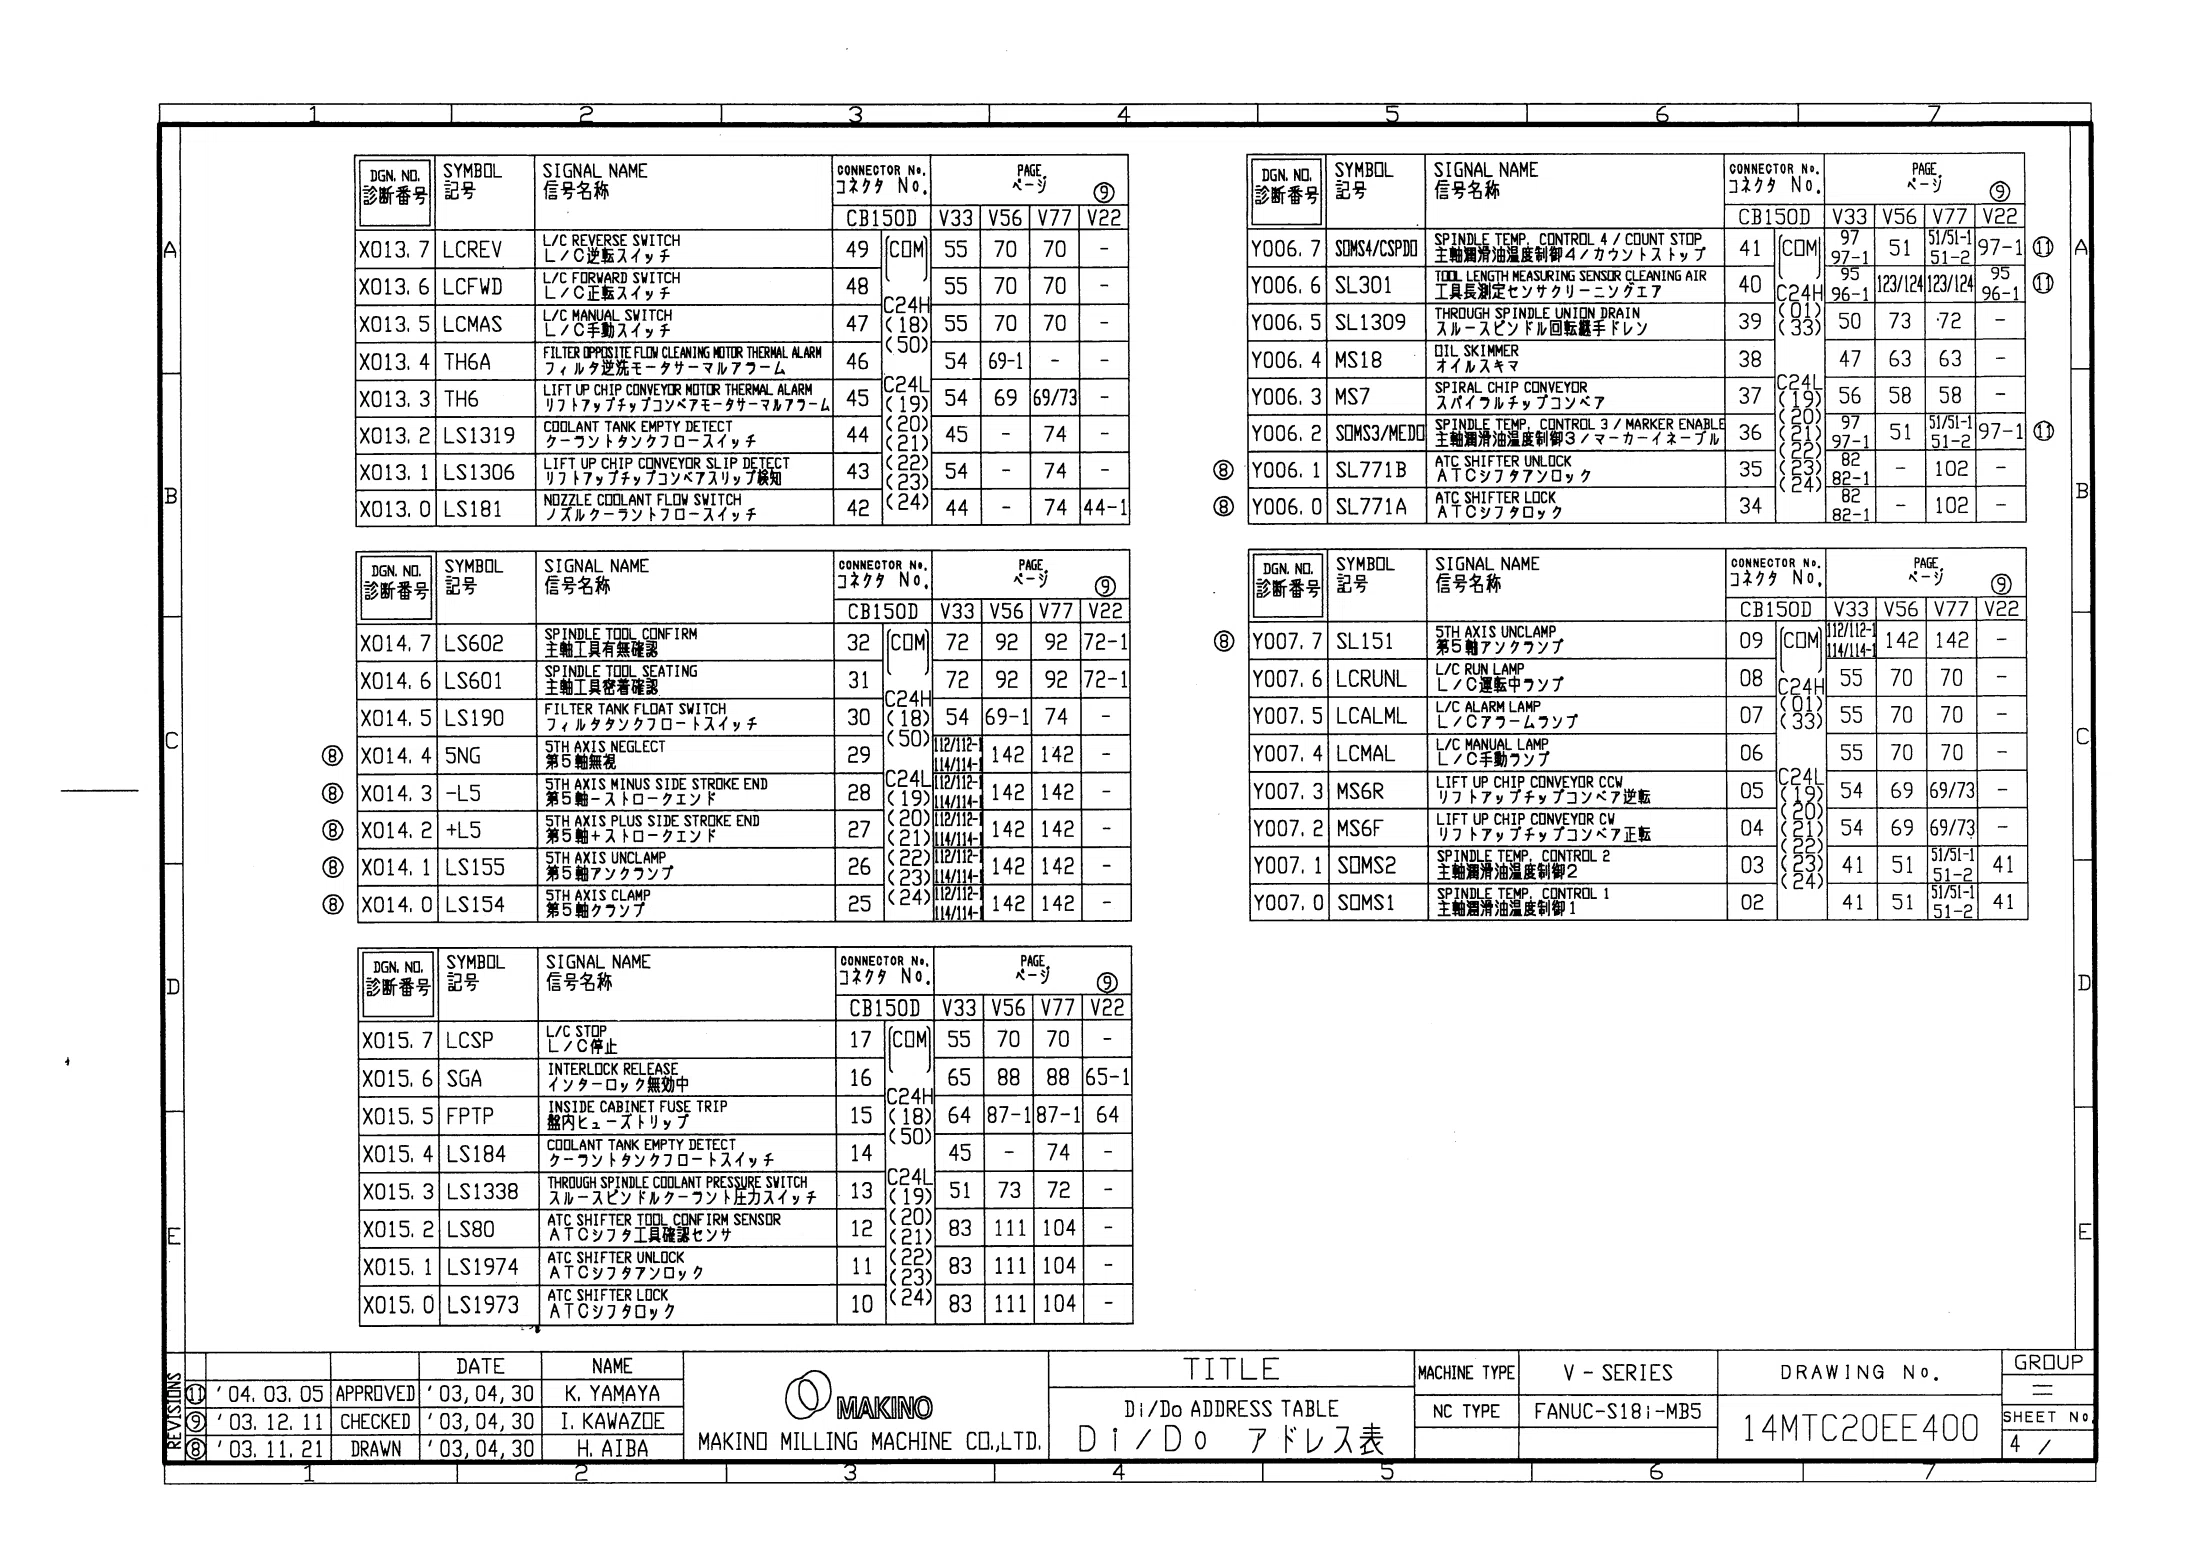 1 2 3 4 5 6 7
A B C D E
DGN. NO. SYMBOL SIGNAL NAME CONNECTOR No. PAGE.
診断番号 記号 信号名称 コネクタ No. ページ ⑨
CB150D V33 V56 V77 V22
X013. 7 LCREV L/C REVERSE SWITCH 49 (COM) 55 70 70 -
L/C逆転スイッチ
X013. 6 LCFWD L/C FORWARD SWITCH 48 55 70 70 -
L/C正転スイッチ C24H
X013. 5 LCMAS L/C MANUAL SWITCH 47 (18) 55 70 70 -
L/C手動スイッチ (50)
X013. 4 TH6A FILTER OPPOSITE FLOW CLEANING MOTOR THERMAL ALARM 46 54 69-1 - -
フィルタ逆洗モータサーマルアラーム C24L
X013. 3 TH6 LIFT UP CHIP CONVEYOR MOTOR THERMAL ALARM 45 (19) 54 69 69/73 -
リフトアップチップコンベアモータサーマルアラーム (20)
X013. 2 LS1319 COOLANT TANK EMPTY DETECT 44 (21) 45 - 74 -
クーラントタンクフロースイッチ (22)
X013. 1 LS1306 LIFT UP CHIP CONVEYOR SLIP DETECT 43 (23) 54 - 74 -
リフトアップチップコンベアスリップ検知
X013. 0 LS181 NOZZLE COOLANT FLOW SWITCH 42 (24) 44 - 74 44-1
ノズルクーラントフロースイッチ
DGN. NO. SYMBOL SIGNAL NAME CONNECTOR No. PAGE.
診断番号 記号 信号名称 コネクタ No. ページ ⑨
CB150D V33 V56 V77 V22
X014. 7 LS602 SPINDLE TOOL CONFIRM 32 (COM) 72 92 92 72-1
主軸工具有無確認
X014. 6 LS601 SPINDLE TOOL SEATING 31 72 92 92 72-1
主軸工具密着確認 C24H
X014. 5 LS190 FILTER TANK FLOAT SWITCH 30 (18) 54 69-1 74 -
フィルタタンクフロートスイッチ (50)
⑧ X014. 4 5NG 5TH AXIS NEGLECT 29 112/112-1 142 142 -
第5軸無視 C24L 114/114-1
⑧ X014. 3 -L5 5TH AXIS MINUS SIDE STROKE END 28 (19) 112/112-1 142 142 -
第5軸-ストロークエンド (20) 114/114-1
⑧ X014. 2 +L5 5TH AXIS PLUS SIDE STROKE END 27 (21) 112/112-1 142 142 -
第5軸+ストロークエンド (22) 114/114-1
⑧ X014. 1 LS155 5TH AXIS UNCLAMP 26 (23) 112/112-1 142 142 -
第5軸アンクランプ 114/114-1
⑧ X014. 0 LS154 5TH AXIS CLAMP 25 (24) 112/112-1 142 142 -
第5軸クランプ 114/114-1
DGN. NO. SYMBOL SIGNAL NAME CONNECTOR No. PAGE.
診断番号 記号 信号名称 コネクタ No. ページ ⑨
CB150D V33 V56 V77 V22
X015. 7 LCSP L/C STOP 17 (COM) 55 70 70 -
L/C停止
X015. 6 SGA INTERLOCK RELEASE 16 65 88 88 65-1
インターロック無効中 C24H
X015. 5 FPTP INSIDE CABINET FUSE TRIP 15 (18) 64 87-1 87-1 64
盤内ヒューズトリップ (50)
X015. 4 LS184 COOLANT TANK EMPTY DETECT 14 45 - 74 -
クーラントタンクフロートスイッチ C24L
X015. 3 LS1338 THROUGH SPINDLE COOLANT PRESSURE SWITCH 13 (19) 51 73 72 -
スルースピンドルクーラント圧力スイッチ (20)
X015. 2 LS80 ATC SHIFTER TOOL CONFIRM SENSOR 12 (21) 83 111 104 -
ATCシフタ工具確認センサ (22)
X015. 1 LS1974 ATC SHIFTER UNLOCK 11 (23) 83 111 104 -
ATCシフタアンロック
X015. 0 LS1973 ATC SHIFTER LOCK 10 (24) 83 111 104 -
ATCシフタロック
DGN. NO. SYMBOL SIGNAL NAME CONNECTOR No. PAGE.
診断番号 記号 信号名称 コネクタ No. ページ ⑨
CB150D V33 V56 V77 V22
Y006. 7 SOMS4/CSPDO SPINDLE TEMP. CONTROL 4 / COUNT STOP 41 (COM) 97 51 51/51-1 97-1 ⑪
主軸潤滑油温度制御4/カウントストップ 97-1 51-2
Y006. 6 SL301 TOOL LENGTH MEASURING SENSOR CLEANING AIR 40 95 123/124 123/124 95 ⑪
工具長測定センサクリーニングエア C24H 96-1 96-1
Y006. 5 SL1309 THROUGH SPINDLE UNION DRAIN 39 (01) 50 73 72 -
スルースピンドル回転継手ドレン (33)
Y006. 4 MS18 OIL SKIMMER 38 47 63 63 -
オイルスキマ C24L
Y006. 3 MS7 SPIRAL CHIP CONVEYOR 37 (19) 56 58 58 -
スパイラルチップコンベア (20)
Y006. 2 SOMS3/MEDO SPINDLE TEMP. CONTROL 3 / MARKER ENABLE 36 (21) 97 51 51/51-1 97-1 ⑪
主軸潤滑油温度制御3/マーカーイネーブル (22) 97-1 51-2
⑧ Y006. 1 SL771B ATC SHIFTER UNLOCK 35 (23) 82 - 102 -
ATCシフタアンロック (24) 82-1
⑧ Y006. 0 SL771A ATC SHIFTER LOCK 34 82 - 102 -
ATCシフタロック 82-1
DGN. NO. SYMBOL SIGNAL NAME CONNECTOR No. PAGE.
診断番号 記号 信号名称 コネクタ No. ページ ⑨
CB150D V33 V56 V77 V22
⑧ Y007. 7 SL151 5TH AXIS UNCLAMP 09 (COM) 112/112-1 142 142 -
第5軸アンクランプ 114/114-1
Y007. 6 LCRUNL L/C RUN LAMP 08 55 70 70 -
L/C運転中ランプ C24H
Y007. 5 LCALML L/C ALARM LAMP 07 (01) 55 70 70 -
L/Cアラームランプ (33)
Y007. 4 LCMAL L/C MANUAL LAMP 06 55 70 70 -
L/C手動ランプ C24L
Y007. 3 MS6R LIFT UP CHIP CONVEYOR CCW 05 (19) 54 69 69/73 -
リフトアップチップコンベア逆転 (20)
Y007. 2 MS6F LIFT UP CHIP CONVEYOR CW 04 (21) 54 69 69/73 -
リフトアップチップコンベア正転 (22)
Y007. 1 SOMS2 SPINDLE TEMP. CONTROL 2 03 (23) 41 51 51/51-1 41
主軸潤滑油温度制御2 (24) 51-2
Y007. 0 SOMS1 SPINDLE TEMP. CONTROL 1 02 41 51 51/51-1 41
主軸潤滑油温度制御1 51-2
A B C D E
REVISIONS
DATE NAME
⑪ '04. 03. 05 APPROVED '03, 04, 30 K. YAMAYA
⑨ '03. 12. 11 CHECKED '03, 04, 30 I. KAWAZOE
⑧ '03. 11. 21 DRAWN '03, 04, 30 H. AIBA
MAKINO
MAKINO MILLING MACHINE CO.,LTD.
TITLE
Di/Do ADDRESS TABLE
Di/Do アドレス表
MACHINE TYPE V - SERIES
NC TYPE FANUC-S18i-MB5
DRAWING No.
14MTC20EE400
GROUP
SHEET No.
4 /
1 2 3 4 5 6 7